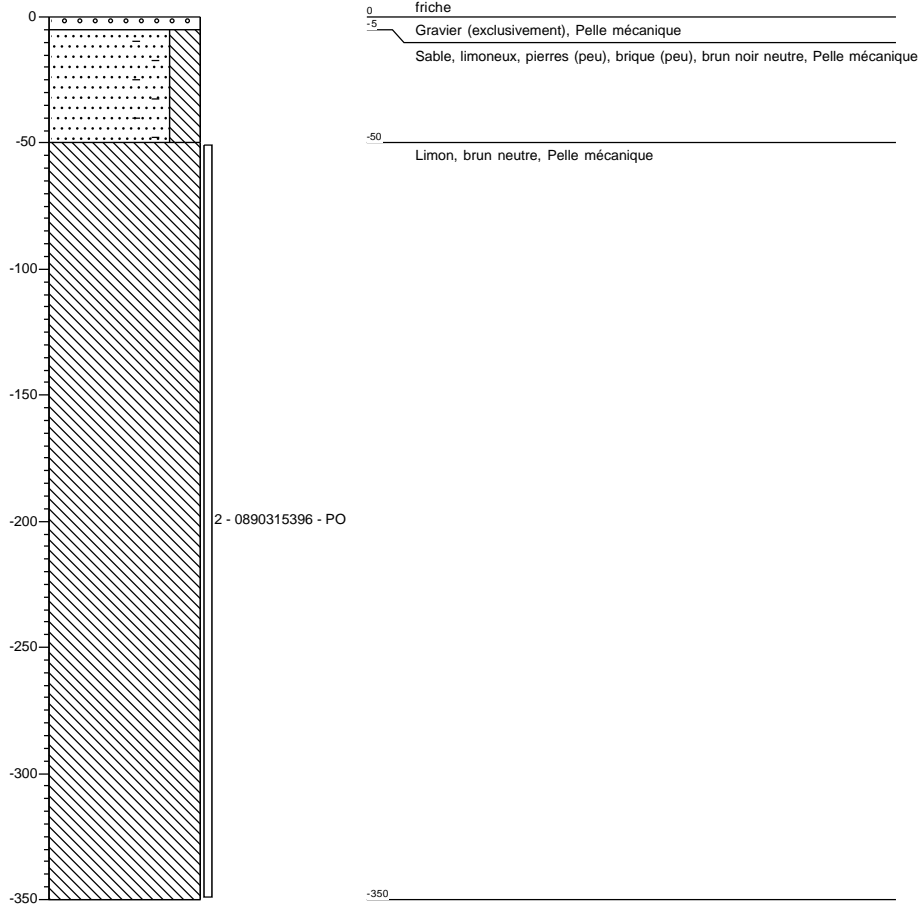 friche
0
0
-5
Gravier (exclusivement), Pelle mécanique
Sable, limoneux, pierres (peu), brique (peu), brun noir neutre, Pelle mécanique
-50
-50
Limon, brun neutre, Pelle mécanique
-100
-150
-200
2 - 0890315396 - PO
-250
-300
-350
-350